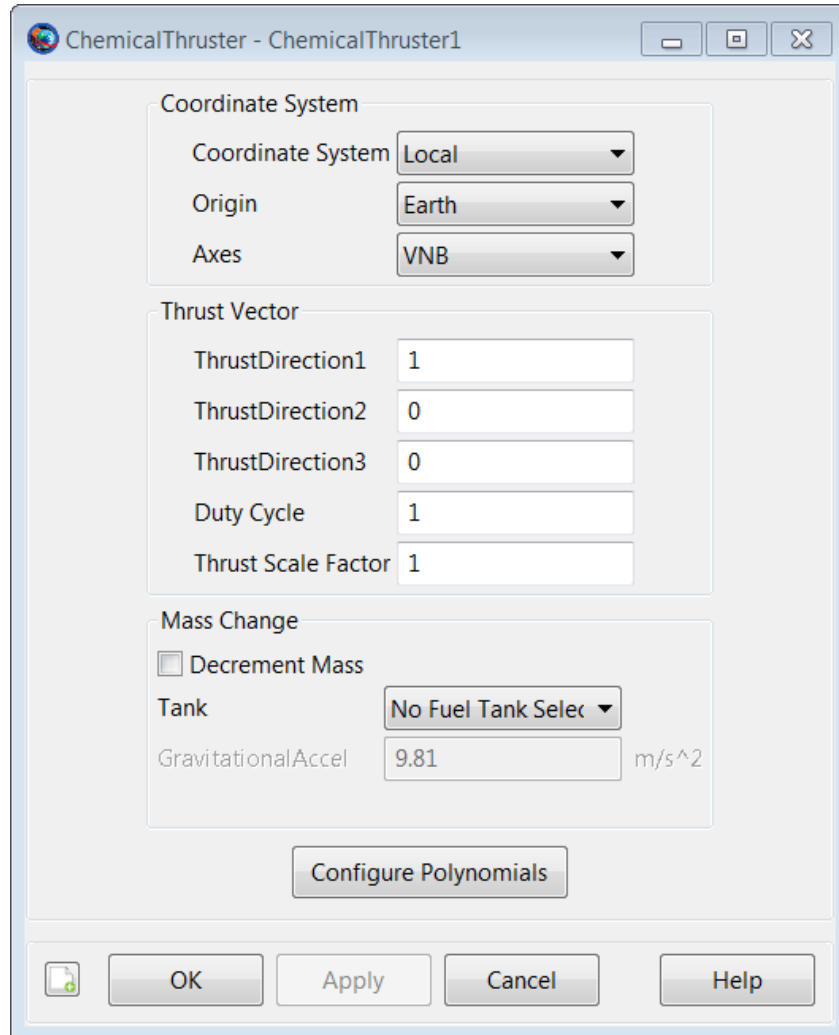 ChemicalThruster - ChemicalThruster1
Coordinate System
Coordinate System Local
Origin Earth
Axes VNB
Thrust Vector
ThrustDirection1 1
ThrustDirection2 0
ThrustDirection3 0
Duty Cycle 1
Thrust Scale Factor 1
Mass Change
Decrement Mass
Tank No Fuel Tank Selec
GravitationalAccel 9.81 m/s^2
Configure Polynomials
OK Apply Cancel Help